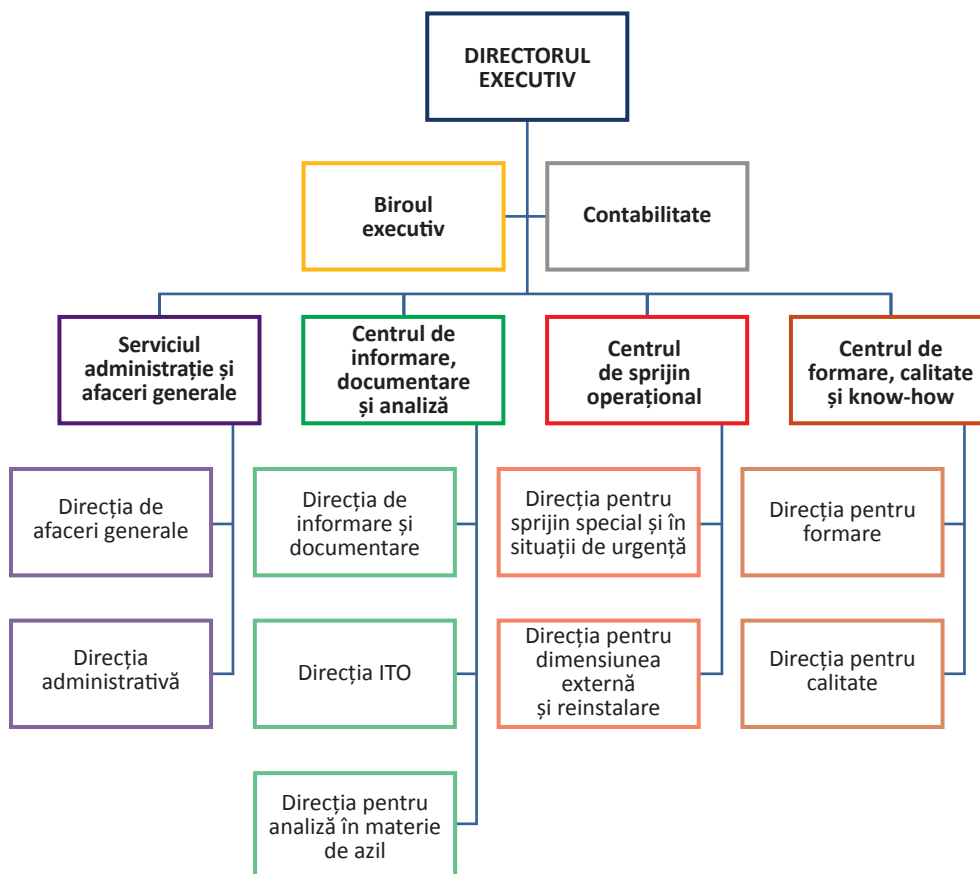 DIRECTORUL
EXECUTIV
Biroul
executiv
Contabilitate
Serviciul
administrație și
afaceri generale
Centrul de
informare,
documentare
și analiză
Centrul
de sprijin
operațional
Centrul de
formare, calitate
și know-how
Direcția de
afaceri generale
Direcția de
informare și
documentare
Direcția pentru
sprijin special și în
situații de urgență
Direcția pentru
formare
Direcția
administrativă
Direcția ITO
Direcția pentru
dimensiunea
externă
și reinstalare
Direcția pentru
calitate
Direcția pentru
analiză în materie
de azil